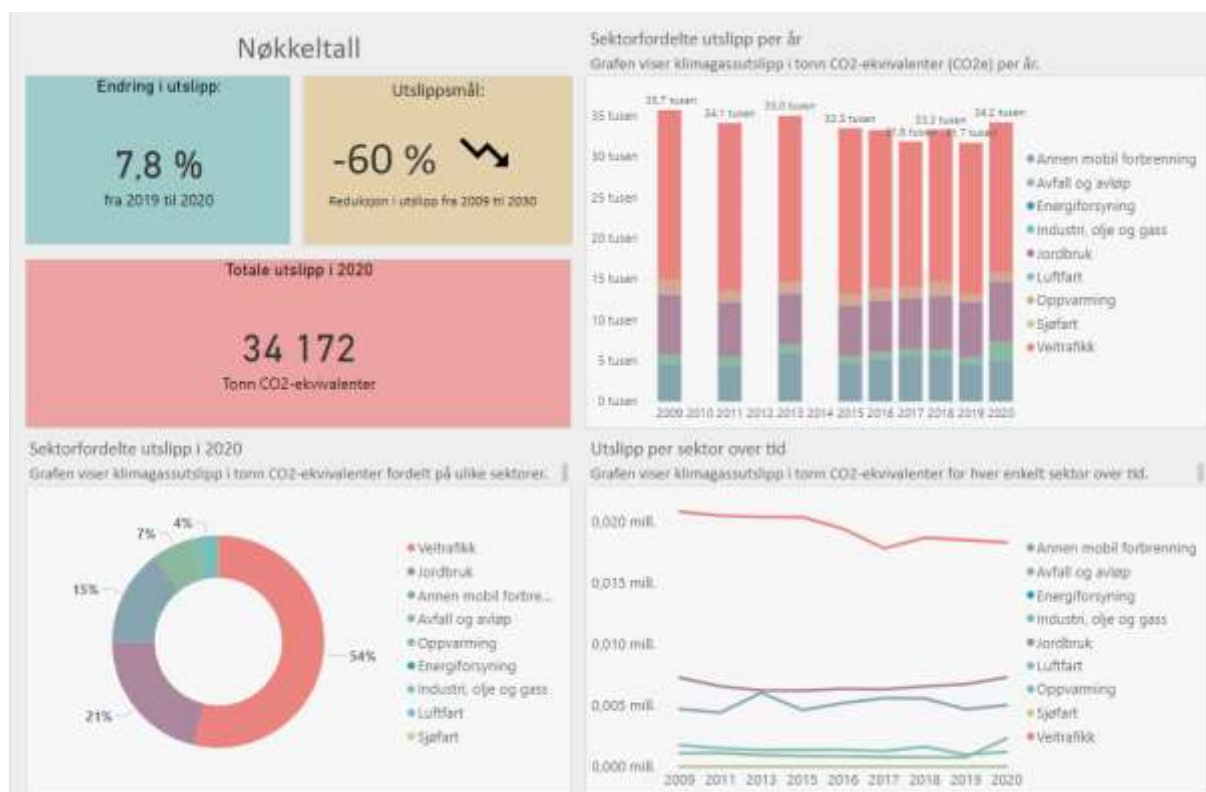 Nøkkeltall
Endring i utslipp:
7,8 %
fra 2019 til 2020
Utslippsmål:
-60 %
Reduksjon i utslipp fra 2009 til 2030
Totale utslipp i 2020
34 172
Tonn CO2-ekvivalenter
Sektorfordelte utslipp per år
Grafen viser klimagassutslipp i tonn CO2-ekvivalenter (CO2e) per år.
35,7 tusen
34,1 tusen
35,0 tusen
33,5 tusen
31,8 tusen
33,3 tusen
31,7 tusen
34,2 tusen
35 tusen
30 tusen
25 tusen
20 tusen
15 tusen
10 tusen
5 tusen
0 tusen
2009 2010 2011 2012 2013 2014 2015 2016 2017 2018 2019 2020
Annen mobil forbrenning
Avfall og avløp
Energiforsyning
Industri, olje og gass
Jordbruk
Luftfart
Oppvarming
Sjøfart
Veitrafikk
Sektorfordelte utslipp i 2020
Grafen viser klimagassutslipp i tonn CO2-ekvivalenter fordelt på ulike sektorer.
4%
7%
15%
21%
54%
Veitrafikk
Jordbruk
Annen mobil forbre...
Avfall og avløp
Oppvarming
Energiforsyning
Industri, olje og gass
Luftfart
Sjøfart
Utslipp per sektor over tid
Grafen viser klimagassutslipp i tonn CO2-ekvivalenter for hver enkelt sektor over tid.
0,020 mill.
0,015 mill.
0,010 mill.
0,005 mill.
0,000 mill.
2009 2011 2013 2015 2016 2017 2018 2019 2020
Annen mobil forbrenning
Avfall og avløp
Energiforsyning
Industri, olje og gass
Jordbruk
Luftfart
Oppvarming
Sjøfart
Veitrafikk